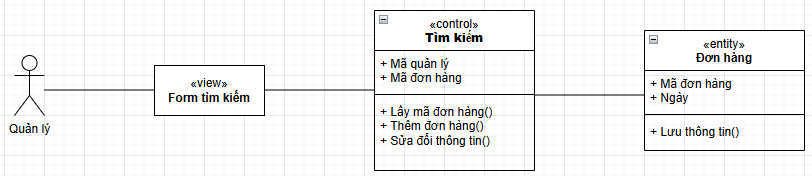 Quản lý
«view»
Form tìm kiếm
«control»
Tìm kiếm
+ Mã quản lý
+ Mã đơn hàng
+ Lấy mã đơn hàng()
+ Thêm đơn hàng()
+ Sửa đổi thông tin()
«entity»
Đơn hàng
+ Mã đơn hàng
+ Ngày
+ Lưu thông tin()